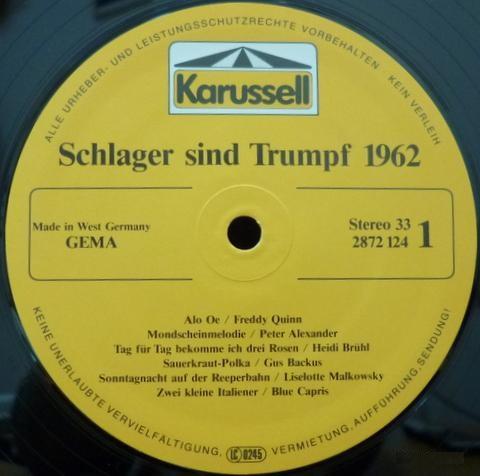 ALLE URHEBER- UND LEISTUNGSSCHUTZRECHTE VORBEHALTEN · KEIN VERLEIH
Karussell
Schlager sind Trumpf 1962
Made in West Germany
GEMA
Stereo 33
2872 124 1
Alo Oe / Freddy Quinn
Mondscheinmelodie / Peter Alexander
Tag für Tag bekomme ich drei Rosen / Heidi Brühl
Sauerkraut-Polka / Gus Backus
Sonntagnacht auf der Reeperbahn / Liselotte Malkowsky
Zwei kleine Italiener / Blue Capris
KEINE UNERLAUBTE VERVIELFÄLTIGUNG, LC 0245 VERMIETUNG, AUFFÜHRUNG, SENDUNG!